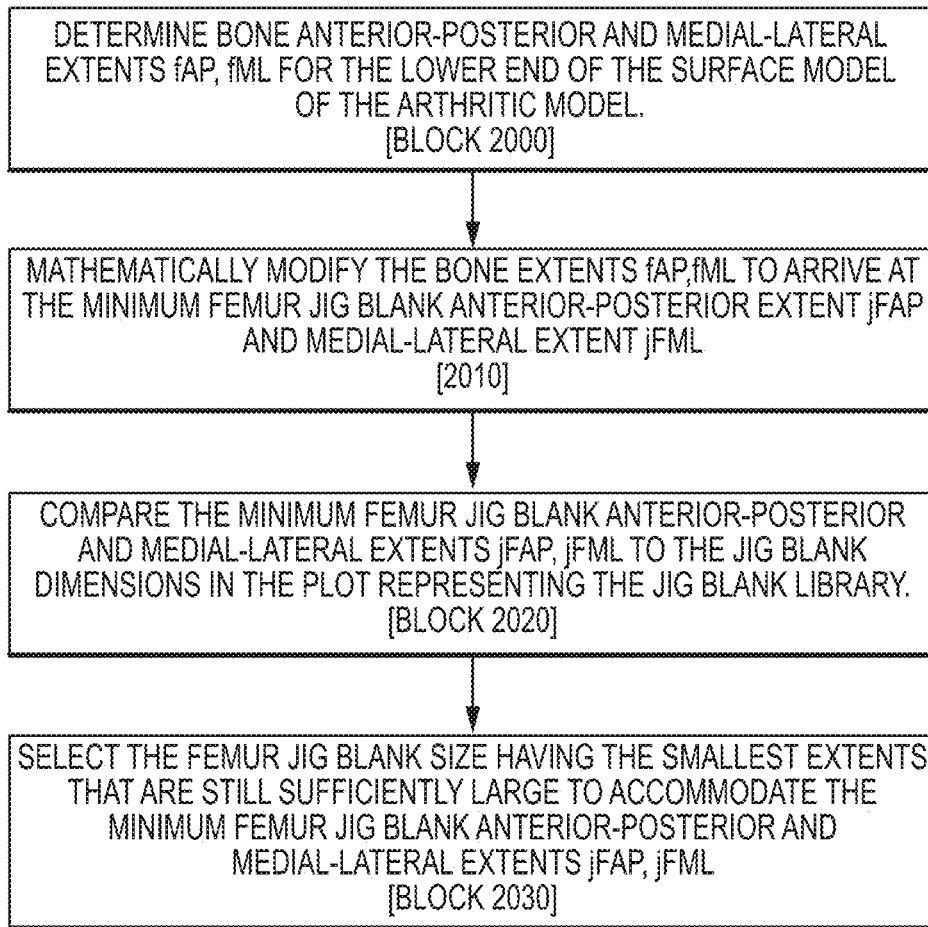 DETERMINE BONE ANTERIOR-POSTERIOR AND MEDIAL-LATERAL
EXTENTS fAP, fML FOR THE LOWER END OF THE SURFACE MODEL
OF THE ARTHRITIC MODEL.
[BLOCK 2000]
MATHEMATICALLY MODIFY THE BONE EXTENTS fAP,fML TO ARRIVE AT
THE MINIMUM FEMUR JIG BLANK ANTERIOR-POSTERIOR EXTENT jFAP
AND MEDIAL-LATERAL EXTENT jFML
[2010]
COMPARE THE MINIMUM FEMUR JIG BLANK ANTERIOR-POSTERIOR
AND MEDIAL-LATERAL EXTENTS jFAP, jFML TO THE JIG BLANK
DIMENSIONS IN THE PLOT REPRESENTING THE JIG BLANK LIBRARY.
[BLOCK 2020]
SELECT THE FEMUR JIG BLANK SIZE HAVING THE SMALLEST EXTENTS
THAT ARE STILL SUFFICIENTLY LARGE TO ACCOMMODATE THE
MINIMUM FEMUR JIG BLANK ANTERIOR-POSTERIOR AND
MEDIAL-LATERAL EXTENTS jFAP, jFML
[BLOCK 2030]